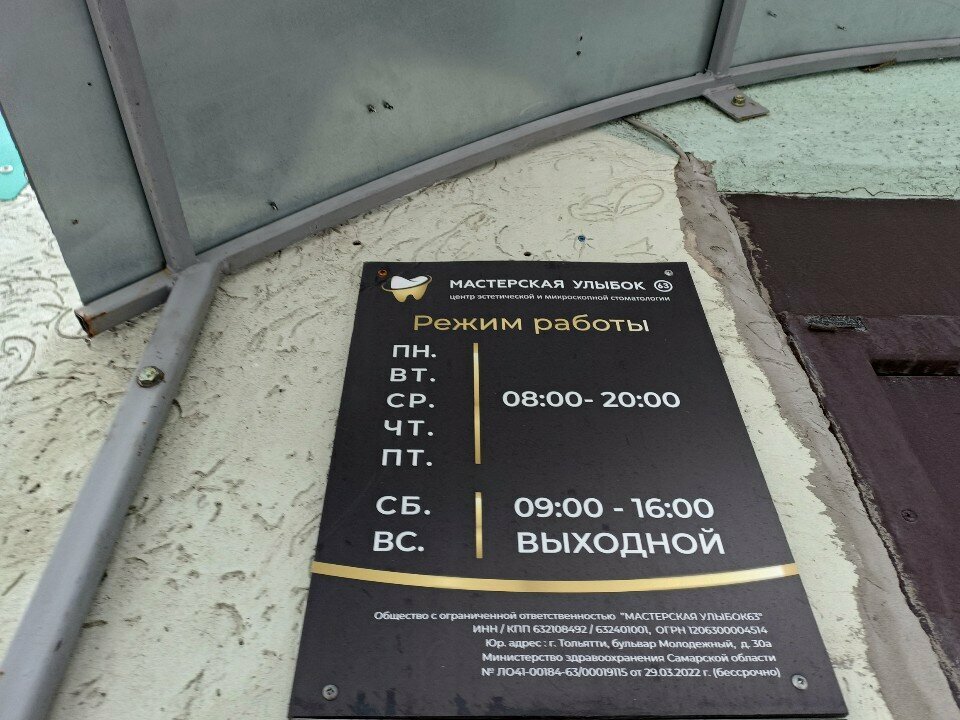 МАСТЕРСКАЯ УЛЫБОК 63
центр эстетической и микроскопной стоматологии
Режим работы
ПН.
ВТ.
СР. 08:00- 20:00
ЧТ.
ПТ.
СБ. 09:00 - 16:00
ВС. ВЫХОДНОЙ
Общество с ограниченной ответственностью "МАСТЕРСКАЯ УЛЫБОК63"
ИНН / КПП 632108492 / 632401001, ОГРН 1206300004514
Юр. адрес : г. Тольятти, бульвар Молодежный, д. 30а
Министерство здравоохранения Самарской области
№ ЛО41-00184-63/00019115 от 29.03.2022 г. (бессрочно)